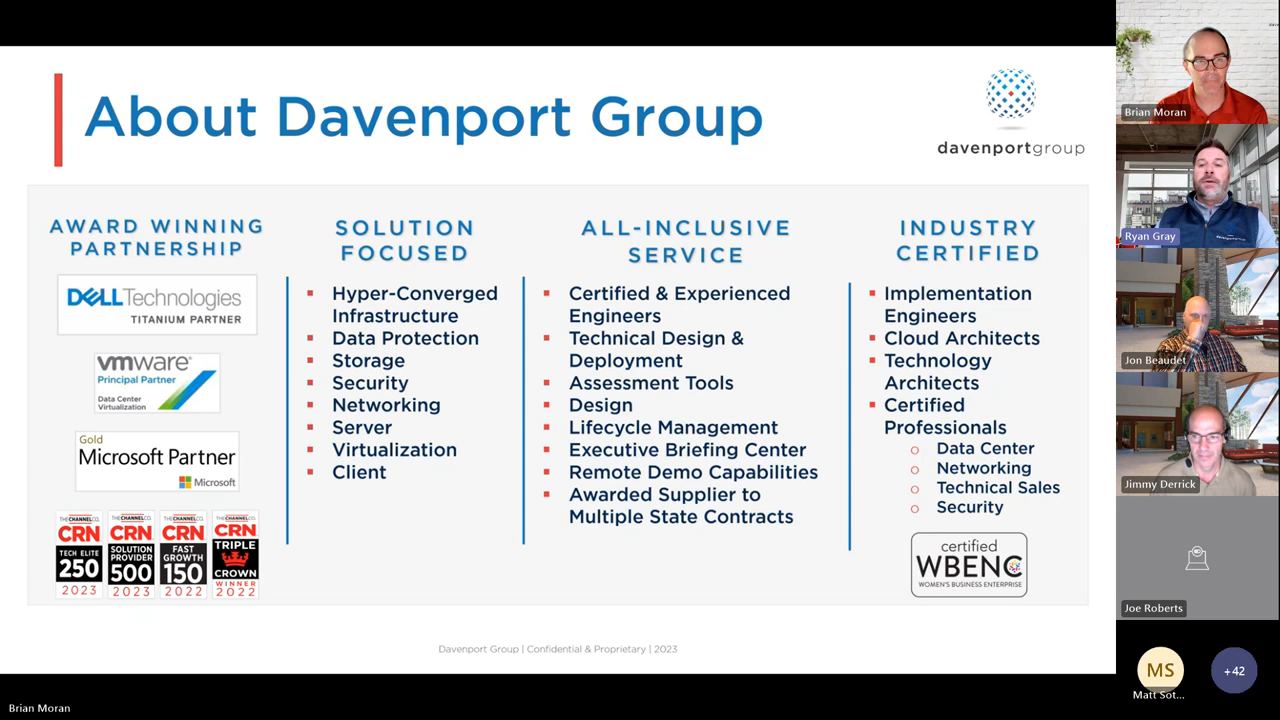 About Davenport Group
davenportgroup
AWARD WINNING
PARTNERSHIP
DELLTechnologies
TITANIUM PARTNER
vmware®
Principal Partner
Data Center
Virtualization
Gold
Microsoft Partner
Microsoft
THE CHANNEL CO.
CRN
TECH ELITE
250
2023
THE CHANNEL CO.
CRN
SOLUTION
PROVIDER
500
2023
THE CHANNEL CO.
CRN
FAST
GROWTH
150
2022
THE CHANNEL CO.
CRN
TRIPLE
CROWN
WINNER
2022
SOLUTION
FOCUSED
Hyper-Converged
Infrastructure
Data Protection
Storage
Security
Networking
Server
Virtualization
Client
ALL-INCLUSIVE
SERVICE
Certified & Experienced
Engineers
Technical Design &
Deployment
Assessment Tools
Design
Lifecycle Management
Executive Briefing Center
Remote Demo Capabilities
Awarded Supplier to
Multiple State Contracts
INDUSTRY
CERTIFIED
Implementation
Engineers
Cloud Architects
Technology
Architects
Certified
Professionals
Data Center
Networking
Technical Sales
Security
certified
WBENC
WOMEN'S BUSINESS ENTERPRISE
Davenport Group | Confidential & Proprietary | 2023
Brian Moran
Brian Moran
Ryan Gray
Jon Beaudet
Jimmy Derrick
Joe Roberts
MS
Matt Sot...
+42